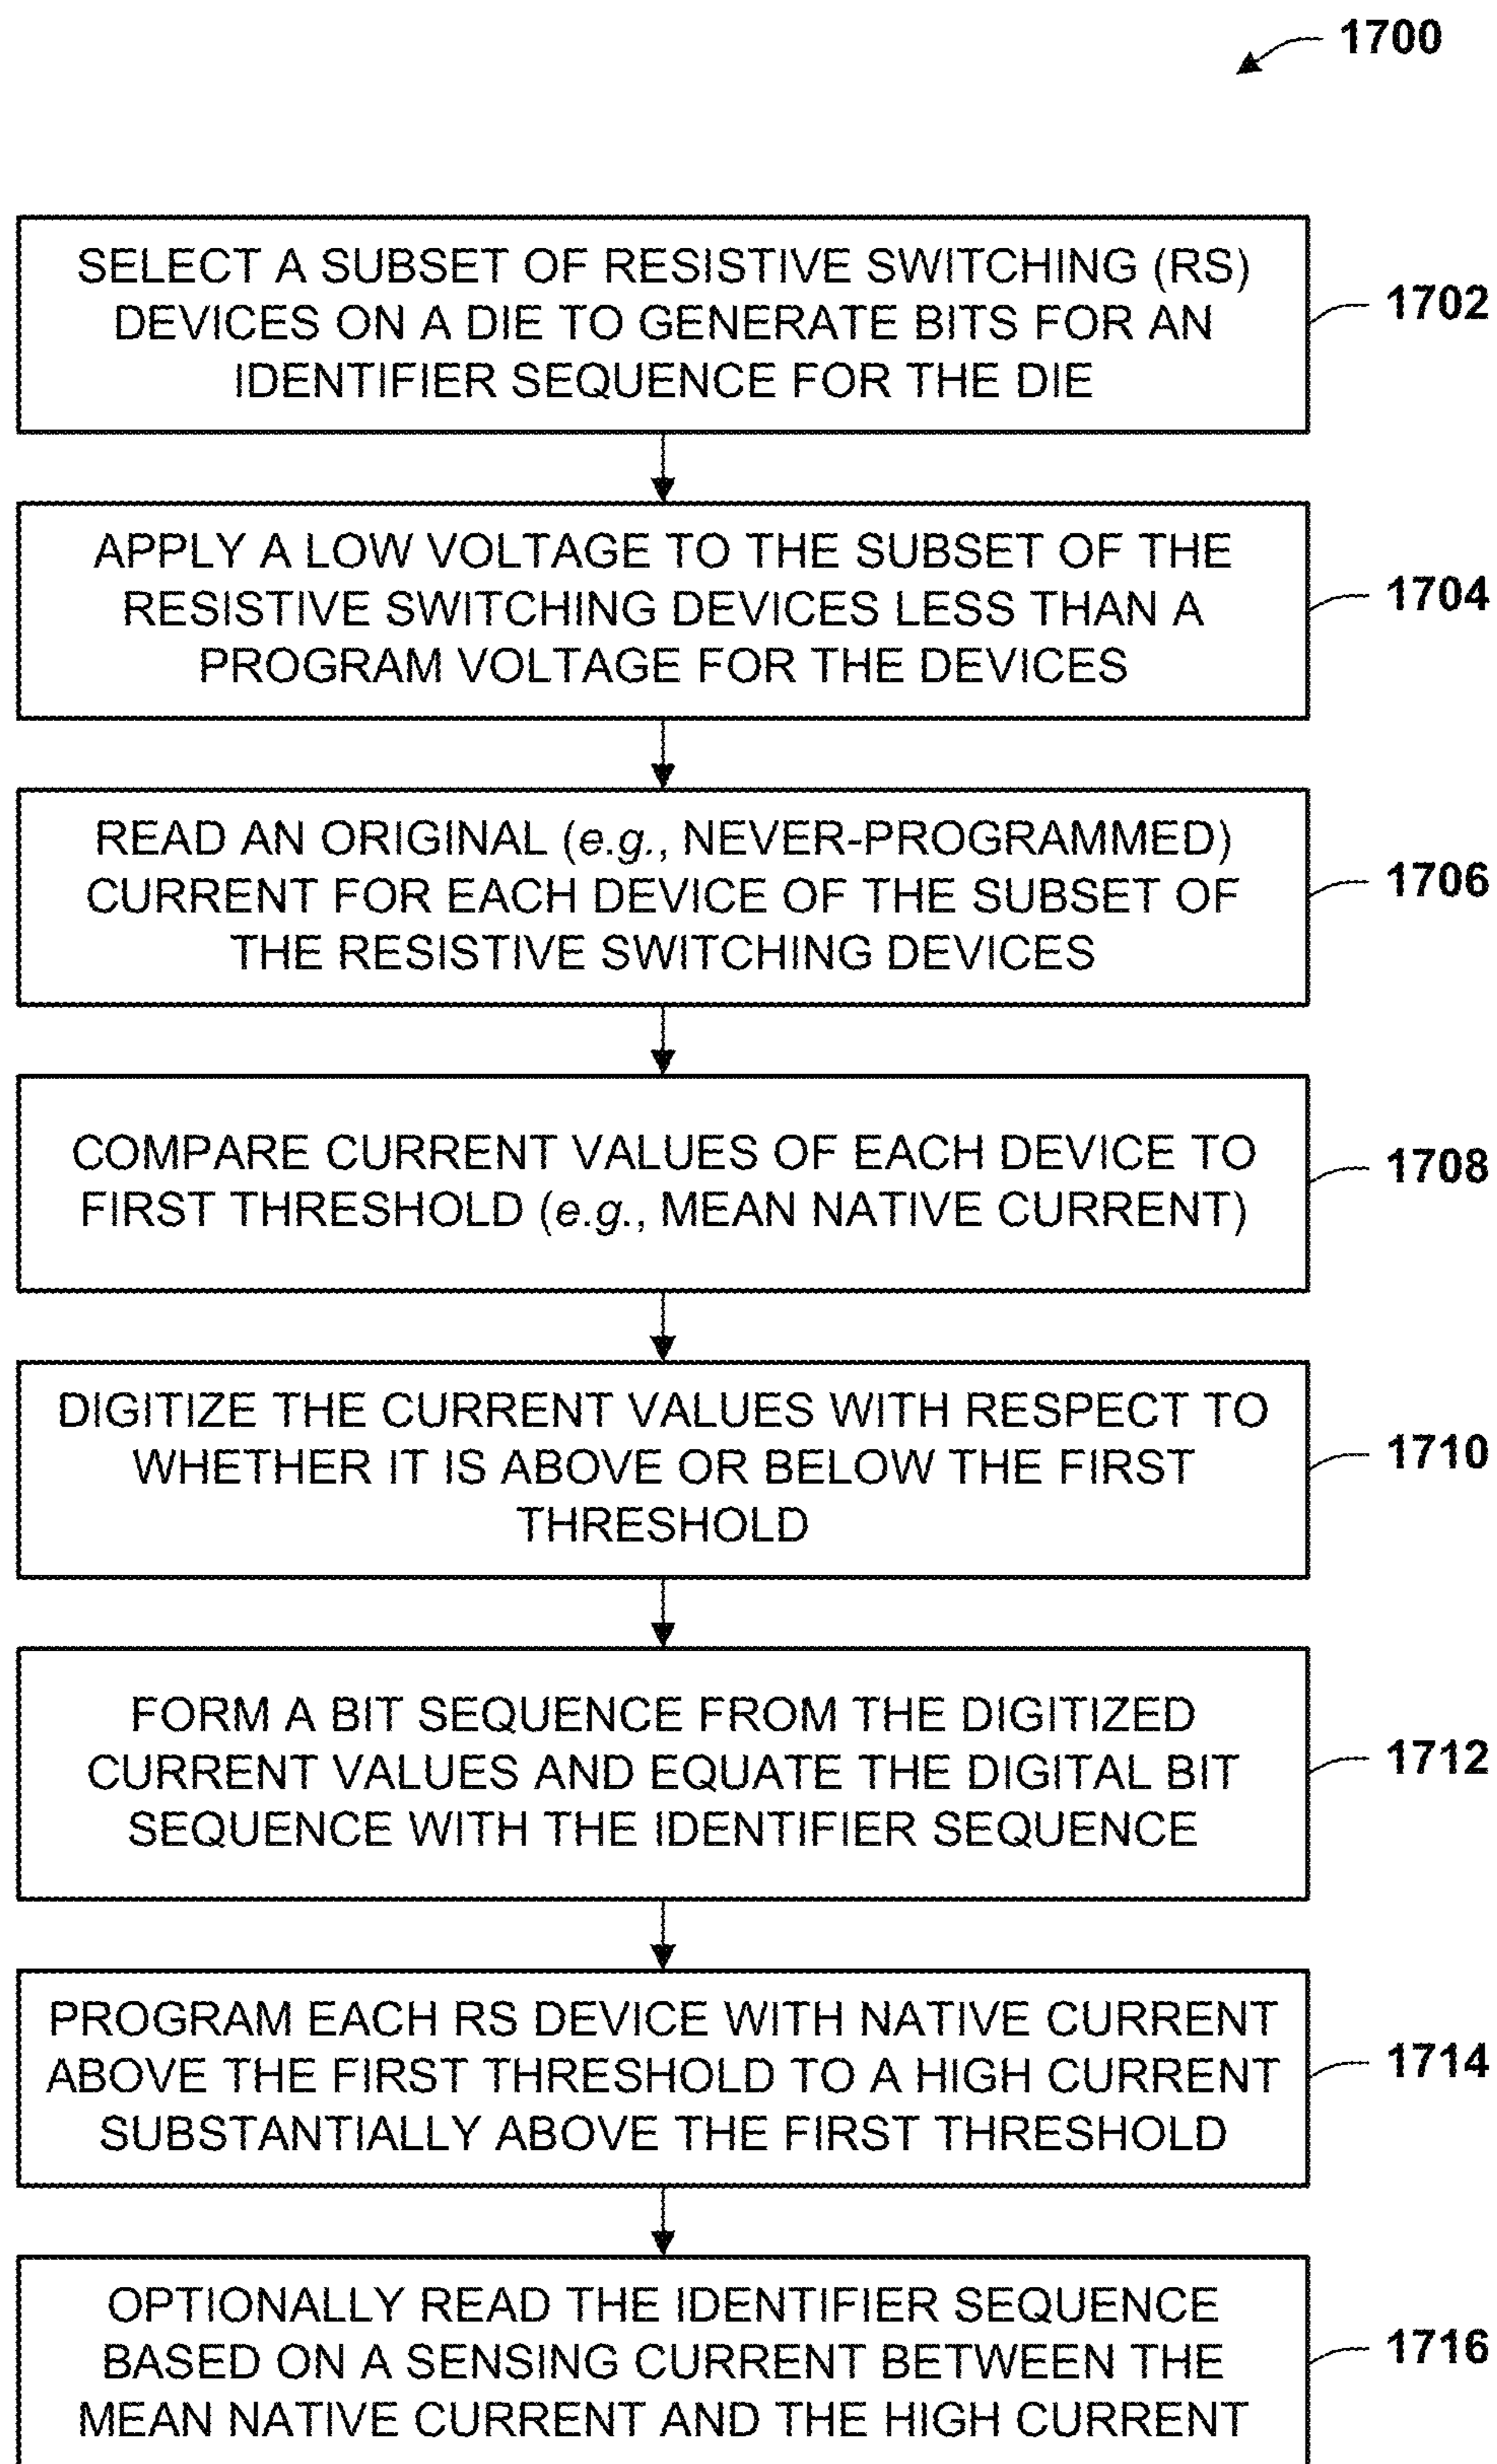 1700
SELECT A SUBSET OF RESISTIVE SWITCHING (RS)
DEVICES ON A DIE TO GENERATE BITS FOR AN
IDENTIFIER SEQUENCE FOR THE DIE
1702
APPLY A LOW VOLTAGE TO THE SUBSET OF THE
RESISTIVE SWITCHING DEVICES LESS THAN A
PROGRAM VOLTAGE FOR THE DEVICES
1704
READ AN ORIGINAL (e.g., NEVER-PROGRAMMED)
CURRENT FOR EACH DEVICE OF THE SUBSET OF
THE RESISTIVE SWITCHING DEVICES
1706
COMPARE CURRENT VALUES OF EACH DEVICE TO
FIRST THRESHOLD (e.g., MEAN NATIVE CURRENT)
1708
DIGITIZE THE CURRENT VALUES WITH RESPECT TO
WHETHER IT IS ABOVE OR BELOW THE FIRST
THRESHOLD
1710
FORM A BIT SEQUENCE FROM THE DIGITIZED
CURRENT VALUES AND EQUATE THE DIGITAL BIT
SEQUENCE WITH THE IDENTIFIER SEQUENCE
1712
PROGRAM EACH RS DEVICE WITH NATIVE CURRENT
ABOVE THE FIRST THRESHOLD TO A HIGH CURRENT
SUBSTANTIALLY ABOVE THE FIRST THRESHOLD
1714
OPTIONALLY READ THE IDENTIFIER SEQUENCE
BASED ON A SENSING CURRENT BETWEEN THE
MEAN NATIVE CURRENT AND THE HIGH CURRENT
1716